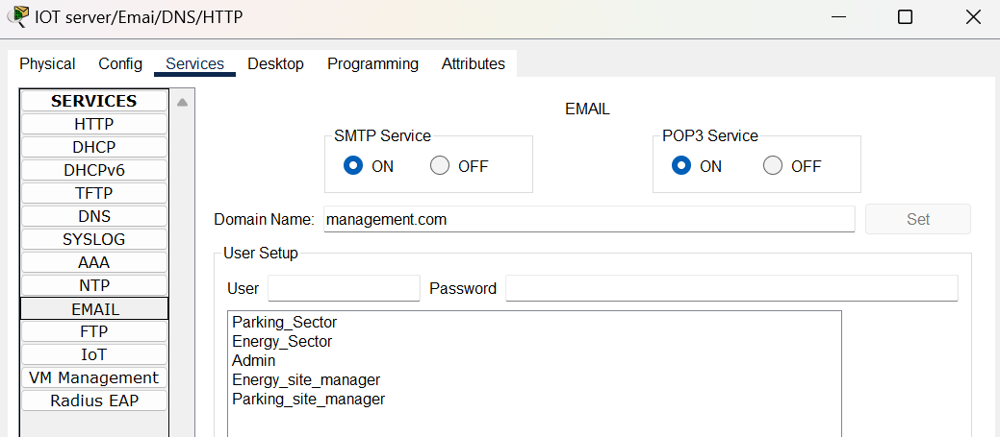 IOT server/Emai/DNS/HTTP
Physical Config Services Desktop Programming Attributes
SERVICES
HTTP
DHCP
DHCPv6
TFTP
DNS
SYSLOG
AAA
NTP
EMAIL
FTP
IoT
VM Management
Radius EAP
EMAIL
SMTP Service
ON OFF
POP3 Service
ON OFF
Domain Name: management.com Set
User Setup
User Password
Parking_Sector
Energy_Sector
Admin
Energy_site_manager
Parking_site_manager